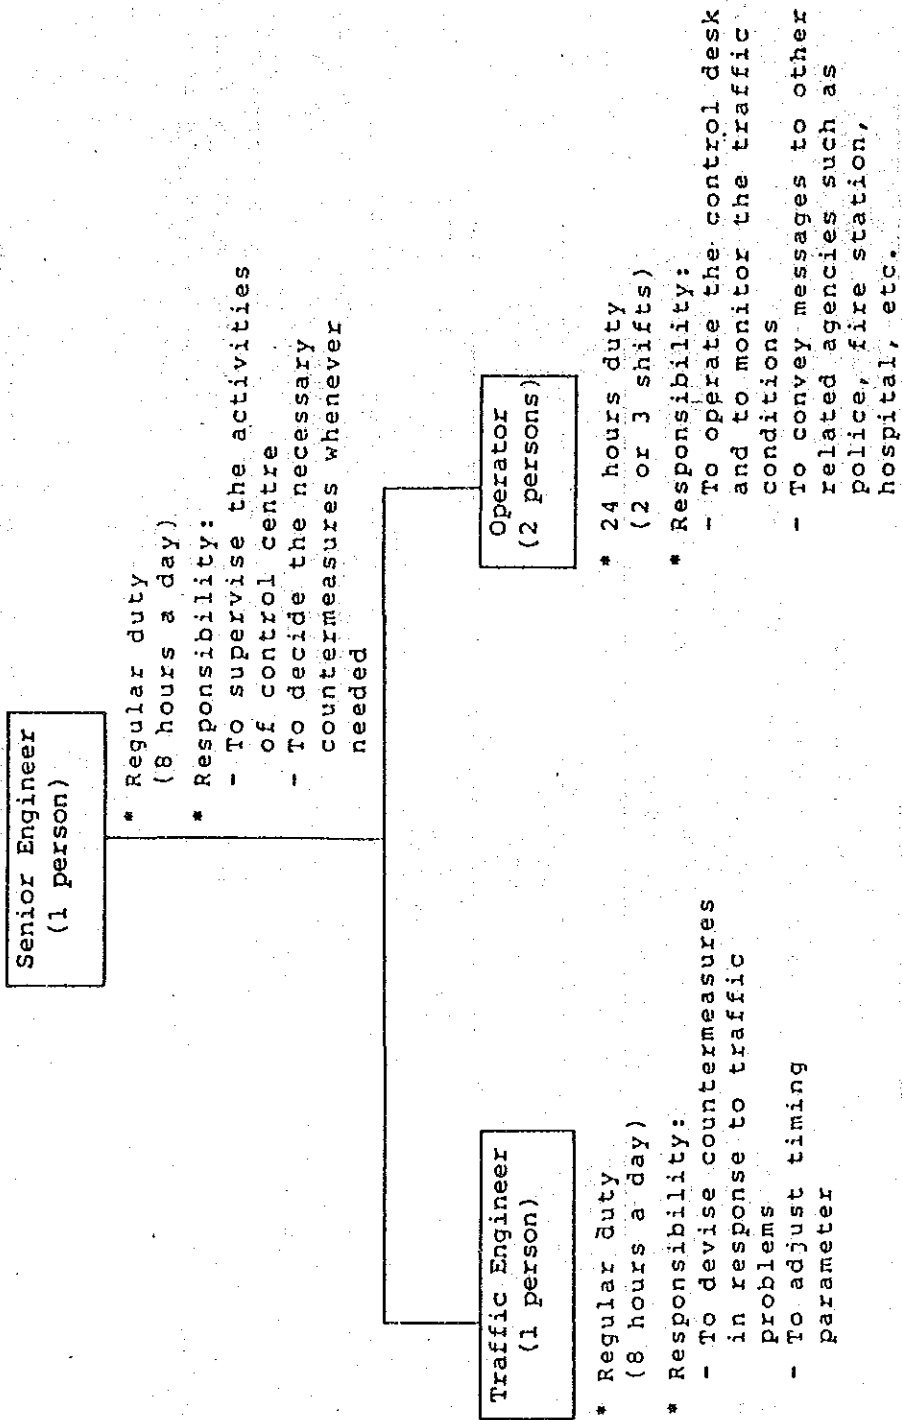 Senior Engineer
(1 person)
* Regular duty
(8 hours a day)
* Responsibility:
- To supervise the activities
of control centre
- To decide the necessary
countermeasures whenever
needed
Traffic Engineer
(1 person)
* Regular duty
(8 hours a day)
* Responsibility:
- To devise countermeasures
in response to traffic
problems
- To adjust timing
parameter
Operator
(2 persons)
* 24 hours duty
(2 or 3 shifts)
* Responsibility:
- To operate the control desk
and to monitor the traffic
conditions
- To convey messages to other
related agencies such as
police, fire station,
hospital, etc.